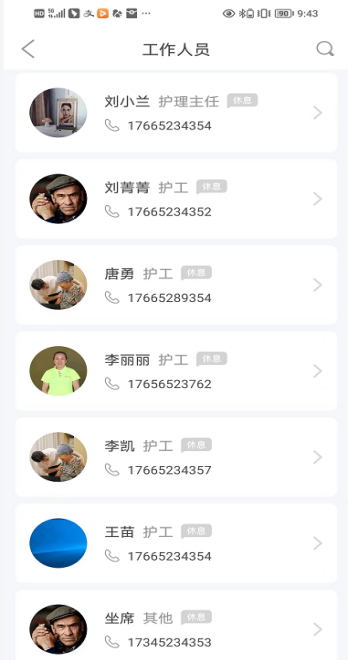 HD 5G 90 9:43
工作人员
刘小兰 护理主任 休息
17665234354
刘菁菁 护工 休息
17665234352
唐勇 护工 休息
17665289354
李丽丽 护工 休息
17656523762
李凯 护工 休息
17665234357
王苗 护工 休息
17665234354
坐席 其他 休息
17345234353